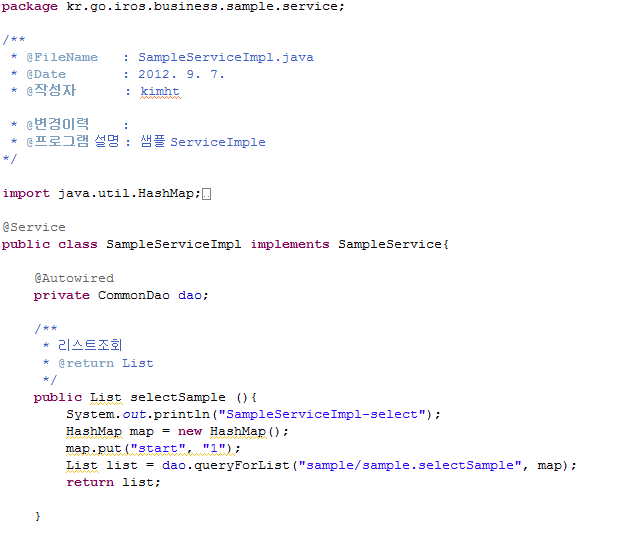 package kr.go.iros.business.sample.service;
/**
 * @FileName   : SampleServiceImpl.java
 * @Date       : 2012. 9. 7.
 * @작성자      : kimht
 * @변경이력     :
 * @프로그램 설명 : 샘플 ServiceImple
*/
import java.util.HashMap;
@Service
public class SampleServiceImpl implements SampleService{
    @Autowired
    private CommonDao dao;
    /**
     * 리스트조회
     * @return List
     */
    public List selectSample (){
        System.out.println("SampleServiceImpl-select");
        HashMap map = new HashMap();
        map.put("start", "1");
        List list = dao.queryForList("sample/sample.selectSample", map);
        return list;
    }